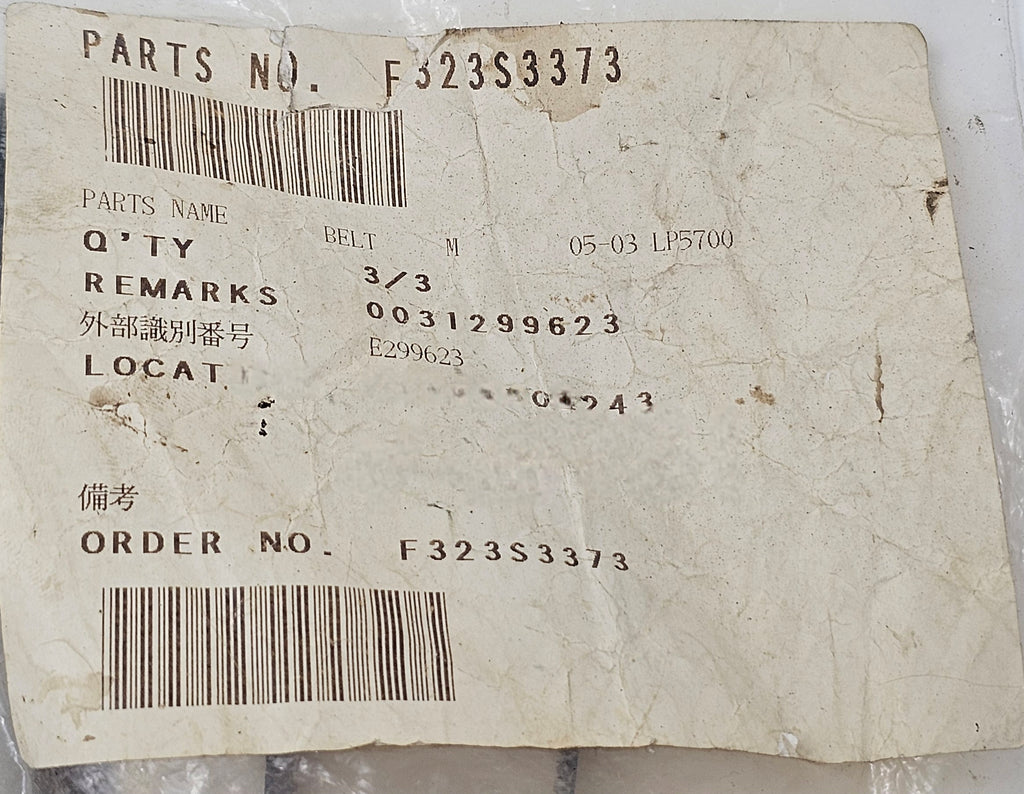 PARTS NO. F323S3373
PARTS NAME BELT M 05-03 LP5700
Q'TY 3/3
REMARKS 0031299623
外部識別番号 E299623
LOCAT
備考
ORDER NO. F323S3373